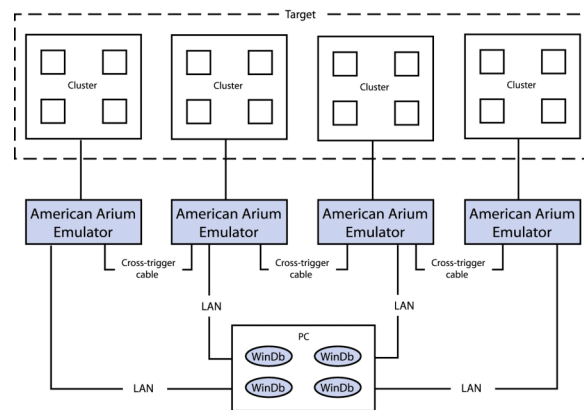 Target
Cluster
Cluster
Cluster
Cluster
American Arium
Emulator
American Arium
Emulator
American Arium
Emulator
American Arium
Emulator
Cross-trigger
cable
Cross-trigger
cable
Cross-trigger
cable
LAN
LAN
PC
WinDb
WinDb
WinDb
WinDb
LAN
LAN